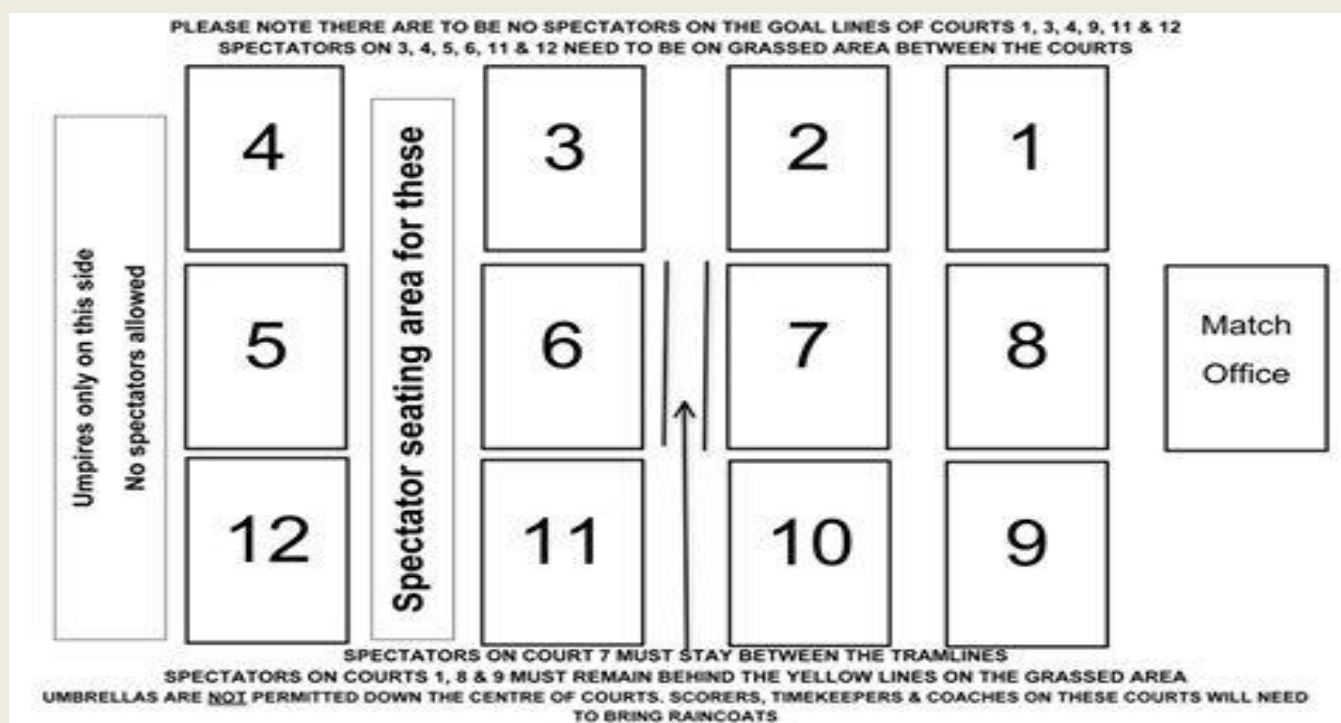 PLEASE NOTE THERE ARE TO BE NO SPECTATORS ON THE GOAL LINES OF COURTS 1, 3, 4, 9, 11 & 12
SPECTATORS ON 3, 4, 5, 6, 11 & 12 NEED TO BE ON GRASSED AREA BETWEEN THE COURTS
4
3
2
1
Umpires only on this side
No spectators allowed
Spectator seating area for these
5
6
7
8
Match
Office
12
11
10
9
SPECTATORS ON COURT 7 MUST STAY BETWEEN THE TRAMLINES
SPECTATORS ON COURTS 1, 8 & 9 MUST REMAIN BEHIND THE YELLOW LINES ON THE GRASSED AREA
UMBRELLAS ARE NOT PERMITTED DOWN THE CENTRE OF COURTS. SCORERS, TIMEKEEPERS & COACHES ON THESE COURTS WILL NEED
TO BRING RAINCOATS